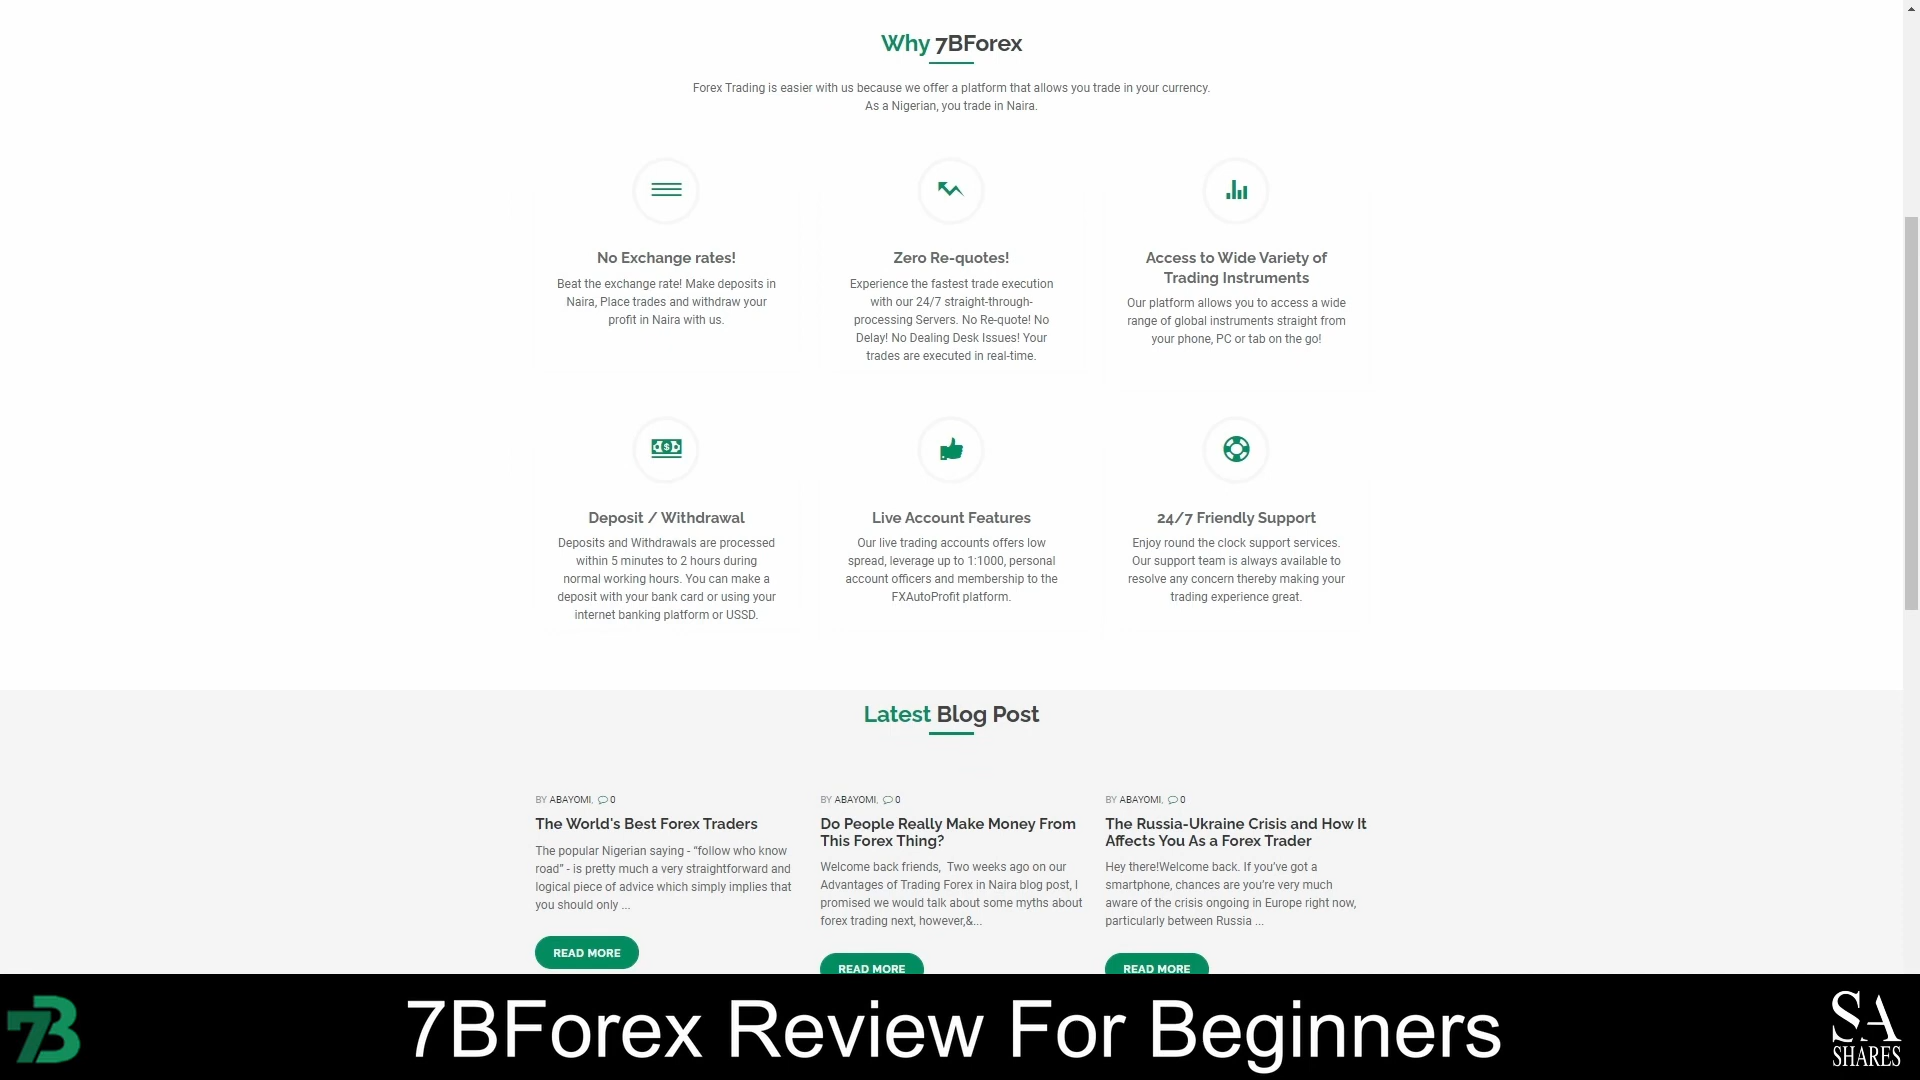 Why 7BForex
Forex Trading is easier with us because we offer a platform that allows you trade in your currency.
As a Nigerian, you trade in Naira.
No Exchange rates!
Beat the exchange rate! Make deposits in
Naira, Place trades and withdraw your
profit in Naira with us.
Zero Re-quotes!
Experience the fastest trade execution
with our 24/7 straight-through-
processing Servers. No Re-quote! No
Delay! No Dealing Desk Issues! Your
trades are executed in real-time.
Access to Wide Variety of
Trading Instruments
Our platform allows you to access a wide
range of global instruments straight from
your phone, PC or tab on the go!
Deposit / Withdrawal
Deposits and Withdrawals are processed
within 5 minutes to 2 hours during
normal working hours. You can make a
deposit with your bank card or using your
internet banking platform or USSD.
Live Account Features
Our live trading accounts offers low
spread, leverage up to 1:1000, personal
account officers and membership to the
FXAutoProfit platform.
24/7 Friendly Support
Enjoy round the clock support services.
Our support team is always available to
resolve any concern thereby making your
trading experience great.
Latest Blog Post
BY ABAYOMI, 0
The World's Best Forex Traders
The popular Nigerian saying - "follow who know
road" - is pretty much a very straightforward and
logical piece of advice which simply implies that
you should only ...
READ MORE
BY ABAYOMI, 0
Do People Really Make Money From
This Forex Thing?
Welcome back friends,  Two weeks ago on our
Advantages of Trading Forex in Naira blog post, I
promised we would talk about some myths about
forex trading next, however,&...
READ MORE
BY ABAYOMI, 0
The Russia-Ukraine Crisis and How It
Affects You As a Forex Trader
Hey there!Welcome back. If you've got a
smartphone, chances are you're very much
aware of the crisis ongoing in Europe right now,
particularly between Russia ...
READ MORE
7B
7BForex Review For Beginners
SA
SHARES